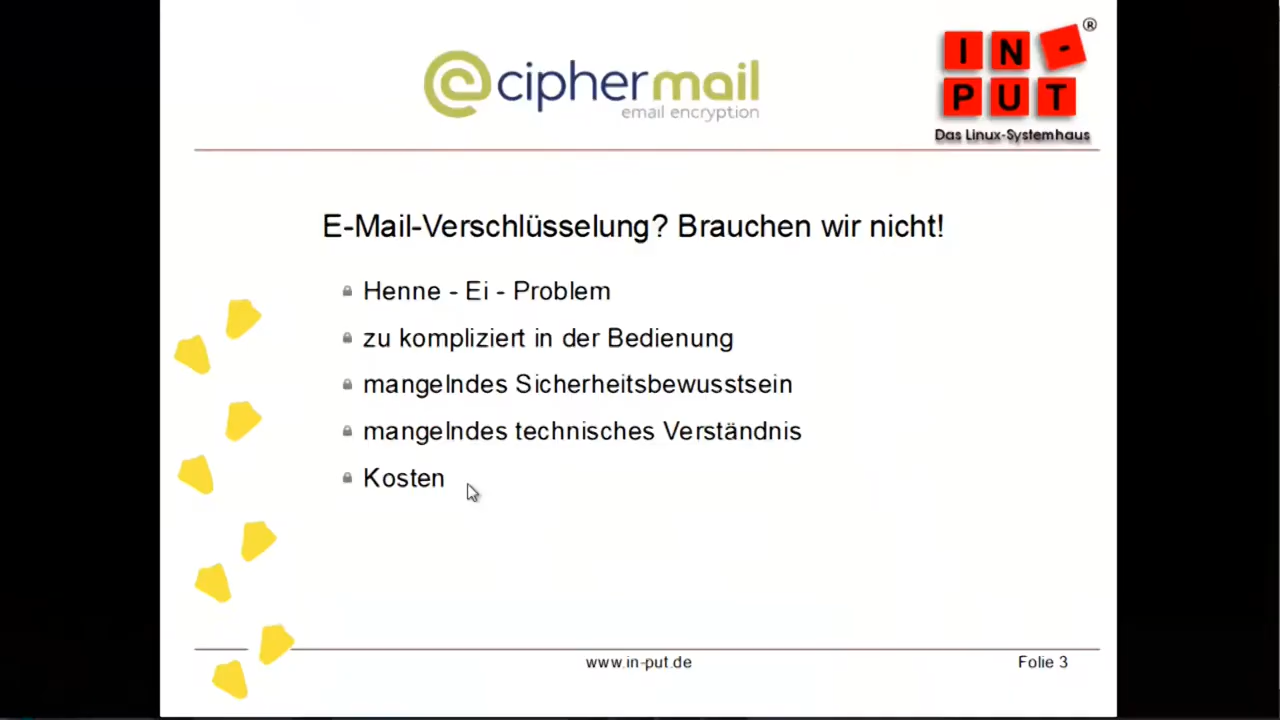 ciphermail
email encryption
®
IN-
PUT
Das Linux-Systemhaus
E-Mail-Verschlüsselung? Brauchen wir nicht!
Henne - Ei - Problem
zu kompliziert in der Bedienung
mangelndes Sicherheitsbewusstsein
mangelndes technisches Verständnis
Kosten
www.in-put.de
Folie 3